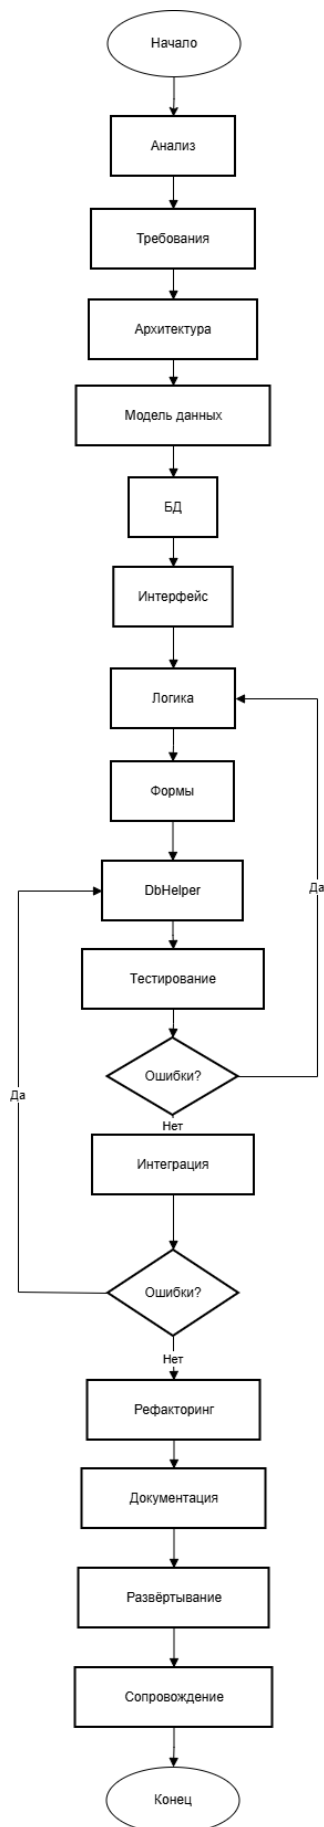 Начало
Анализ
Требования
Архитектура
Модель данных
БД
Интерфейс
Логика
Формы
DbHelper
Да
Тестирование
Ошибки?
Да
Нет
Интеграция
Ошибки?
Нет
Рефакторинг
Документация
Развёртывание
Сопровождение
Конец